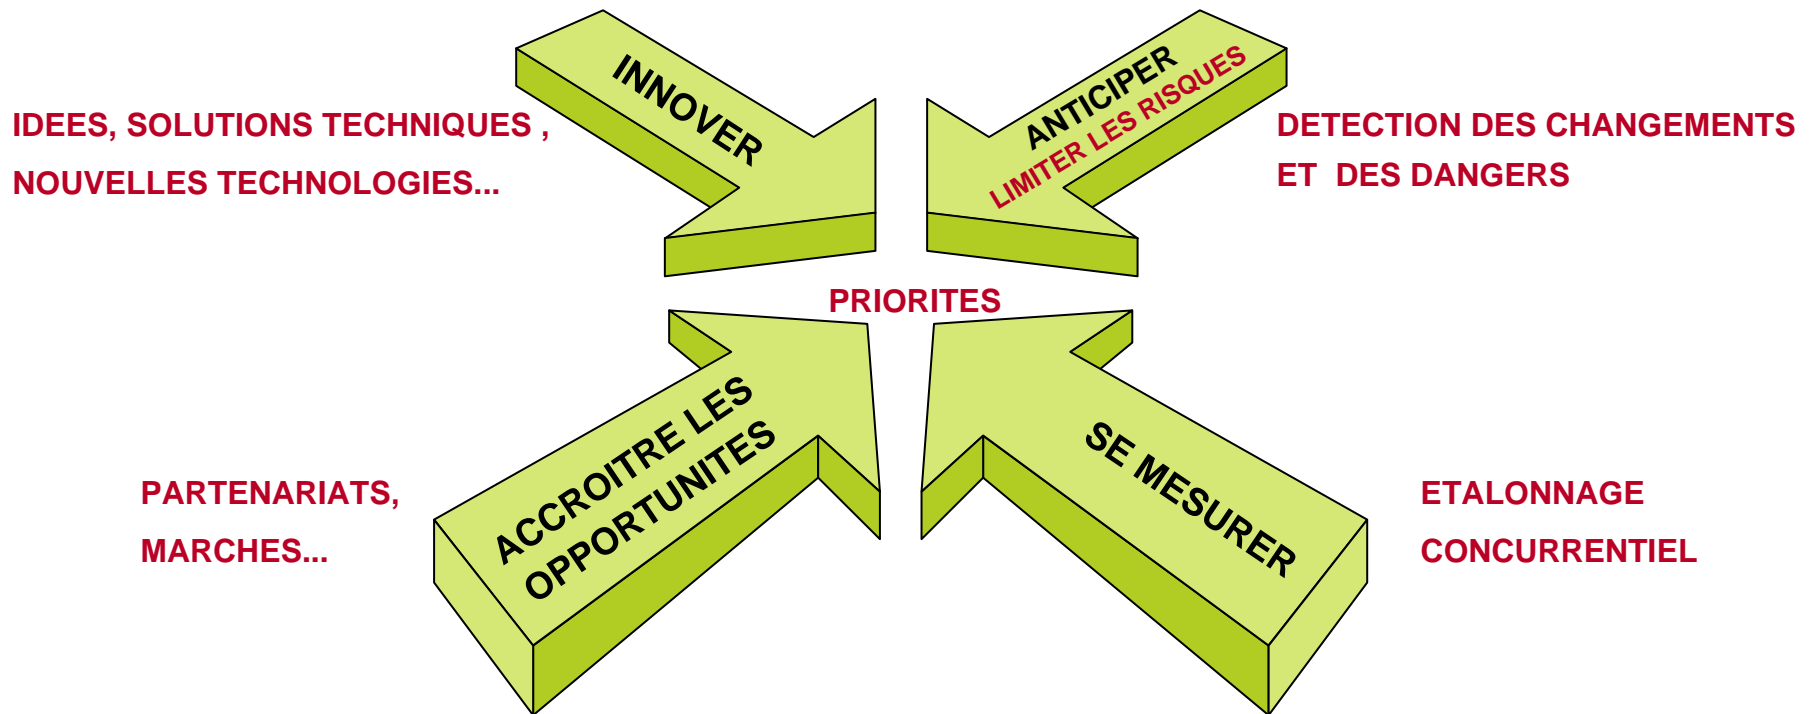 INNOVER
ANTICIPER
LIMITER LES RISQUES
IDEES, SOLUTIONS TECHNIQUES ,
NOUVELLES TECHNOLOGIES...
DETECTION DES CHANGEMENTS
ET DES DANGERS
PRIORITES
ACCROITRE LES
OPPORTUNITES
SE MESURER
PARTENARIATS,
MARCHES...
ETALONNAGE
CONCURRENTIEL